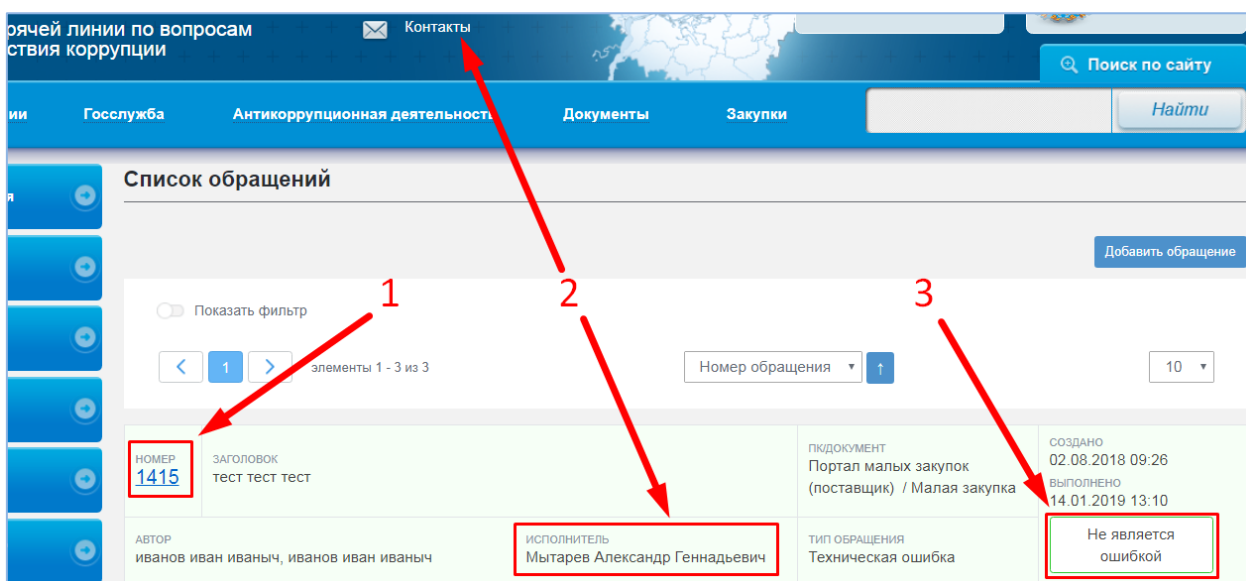 орячей линии по вопросам
ствия коррупции
Контакты
Поиск по сайту
ии Госслужба Антикоррупционная деятельность Документы Закупки Найти
я
Список обращений
Добавить обращение
1 2 3
Показать фильтр
1 элементы 1 - 3 из 3 Номер обращения ↑ 10
НОМЕР
1415
ЗАГОЛОВОК
тест тест тест
ПК/ДОКУМЕНТ
Портал малых закупок
(поставщик) / Малая закупка
СОЗДАНО
02.08.2018 09:26
ВЫПОЛНЕНО
14.01.2019 13:10
АВТОР
иванов иван иваныч, иванов иван иваныч
ИСПОЛНИТЕЛЬ
Мытарев Александр Геннадьевич
ТИП ОБРАЩЕНИЯ
Техническая ошибка
Не является
ошибкой